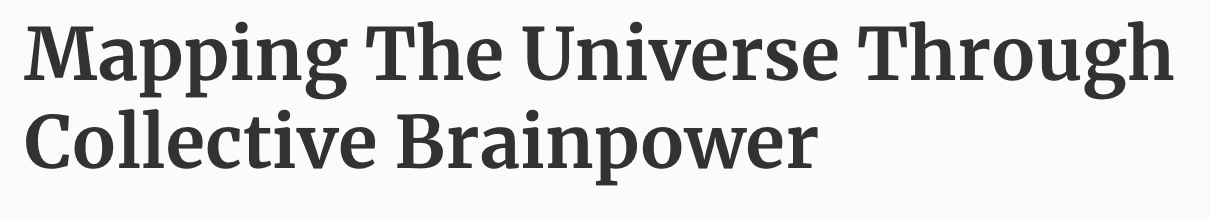 Mapping The Universe Through
Collective Brainpower